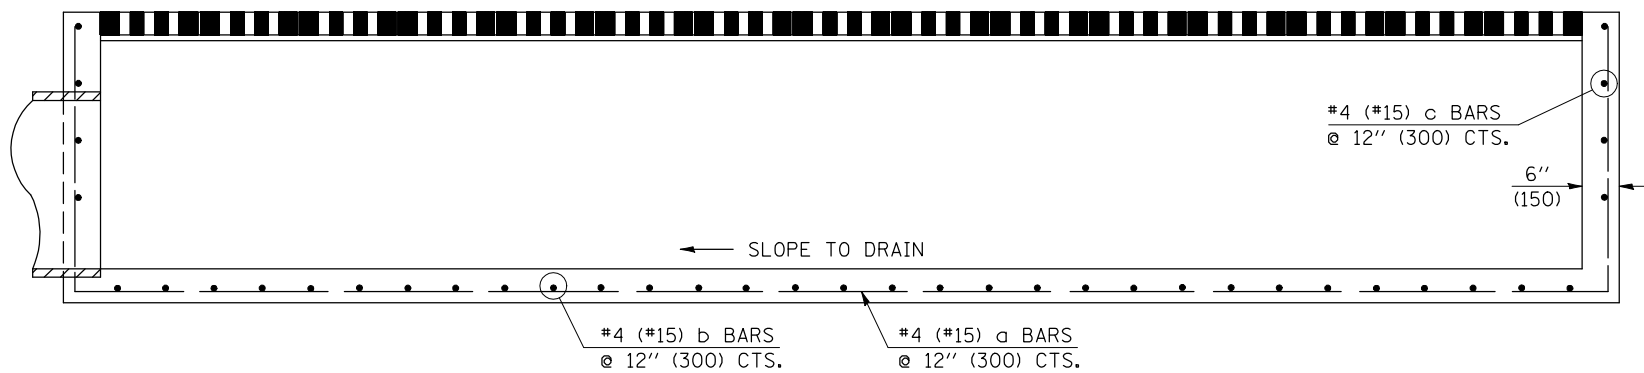 #4 (#15) c BARS
@ 12'' (300) CTS.
6''
(150)
SLOPE TO DRAIN
#4 (#15) b BARS
@ 12'' (300) CTS.
#4 (#15) a BARS
@ 12'' (300) CTS.